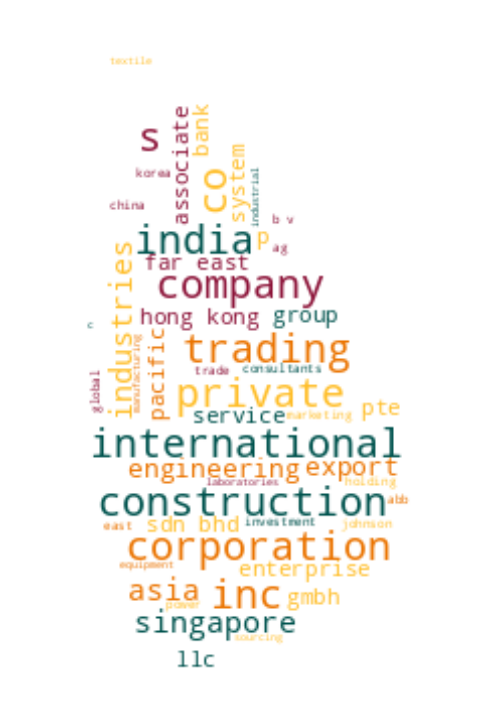 textile
s
associate
bank
korea
co
system
industrial
china
b v
india
p
ag
far east
industries
company
hong kong
group
c
manufacturing
pacific
trading
trade
consultants
global
private
service
marketing
pte
international
engineering
export
laboratories
holding
construction
abb
east
sdn bhd
investment
johnson
corporation
equipment
enterprise
asia
power
inc
gmbh
singapore
sourcing
llc